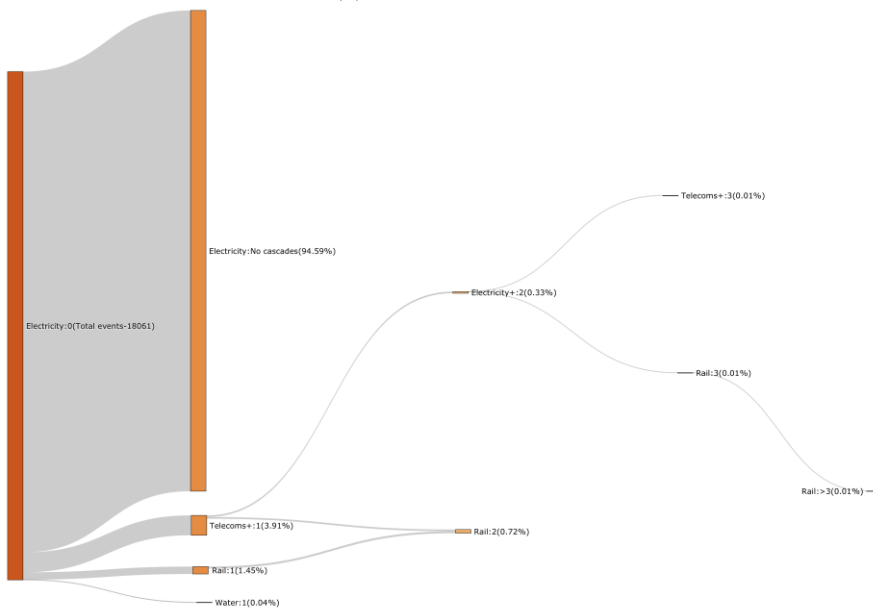 Telecoms+:3(0.01%)
Electricity:No cascades(94.59%)
Electricity+:2(0.33%)
Electricity:0(Total events-18061)
Rail:3(0.01%)
Rail:>3(0.01%)
Telecoms+:1(3.91%)
Rail:2(0.72%)
Rail:1(1.45%)
Water:1(0.04%)